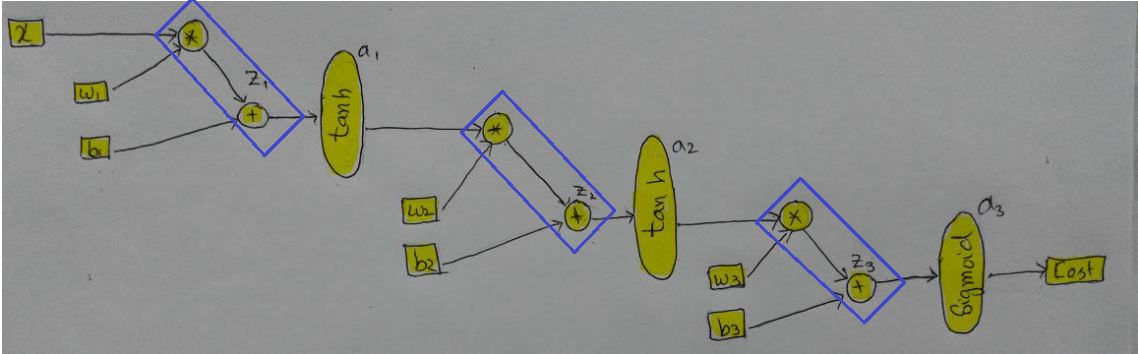 x
*
w1
z1
+
b1
a1
tanh
*
w2
z2
+
b2
a2
tanh
*
w3
z3
+
b3
a3
Sigmoid
Cost